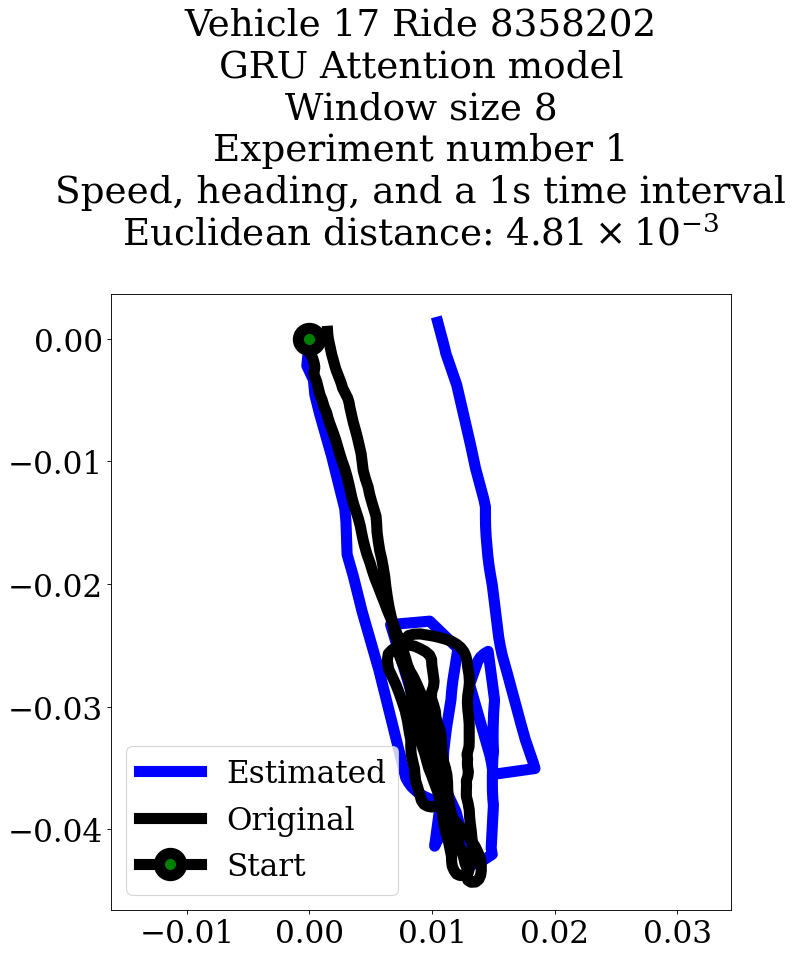 Vehicle 17 Ride 8358202
GRU Attention model
Window size 8
Experiment number 1
Speed, heading, and a 1s time interval
Euclidean distance: 4.81 × 10⁻³
0.00
−0.01
−0.02
−0.03
−0.04
Estimated
Original
Start
−0.01 0.00 0.01 0.02 0.03